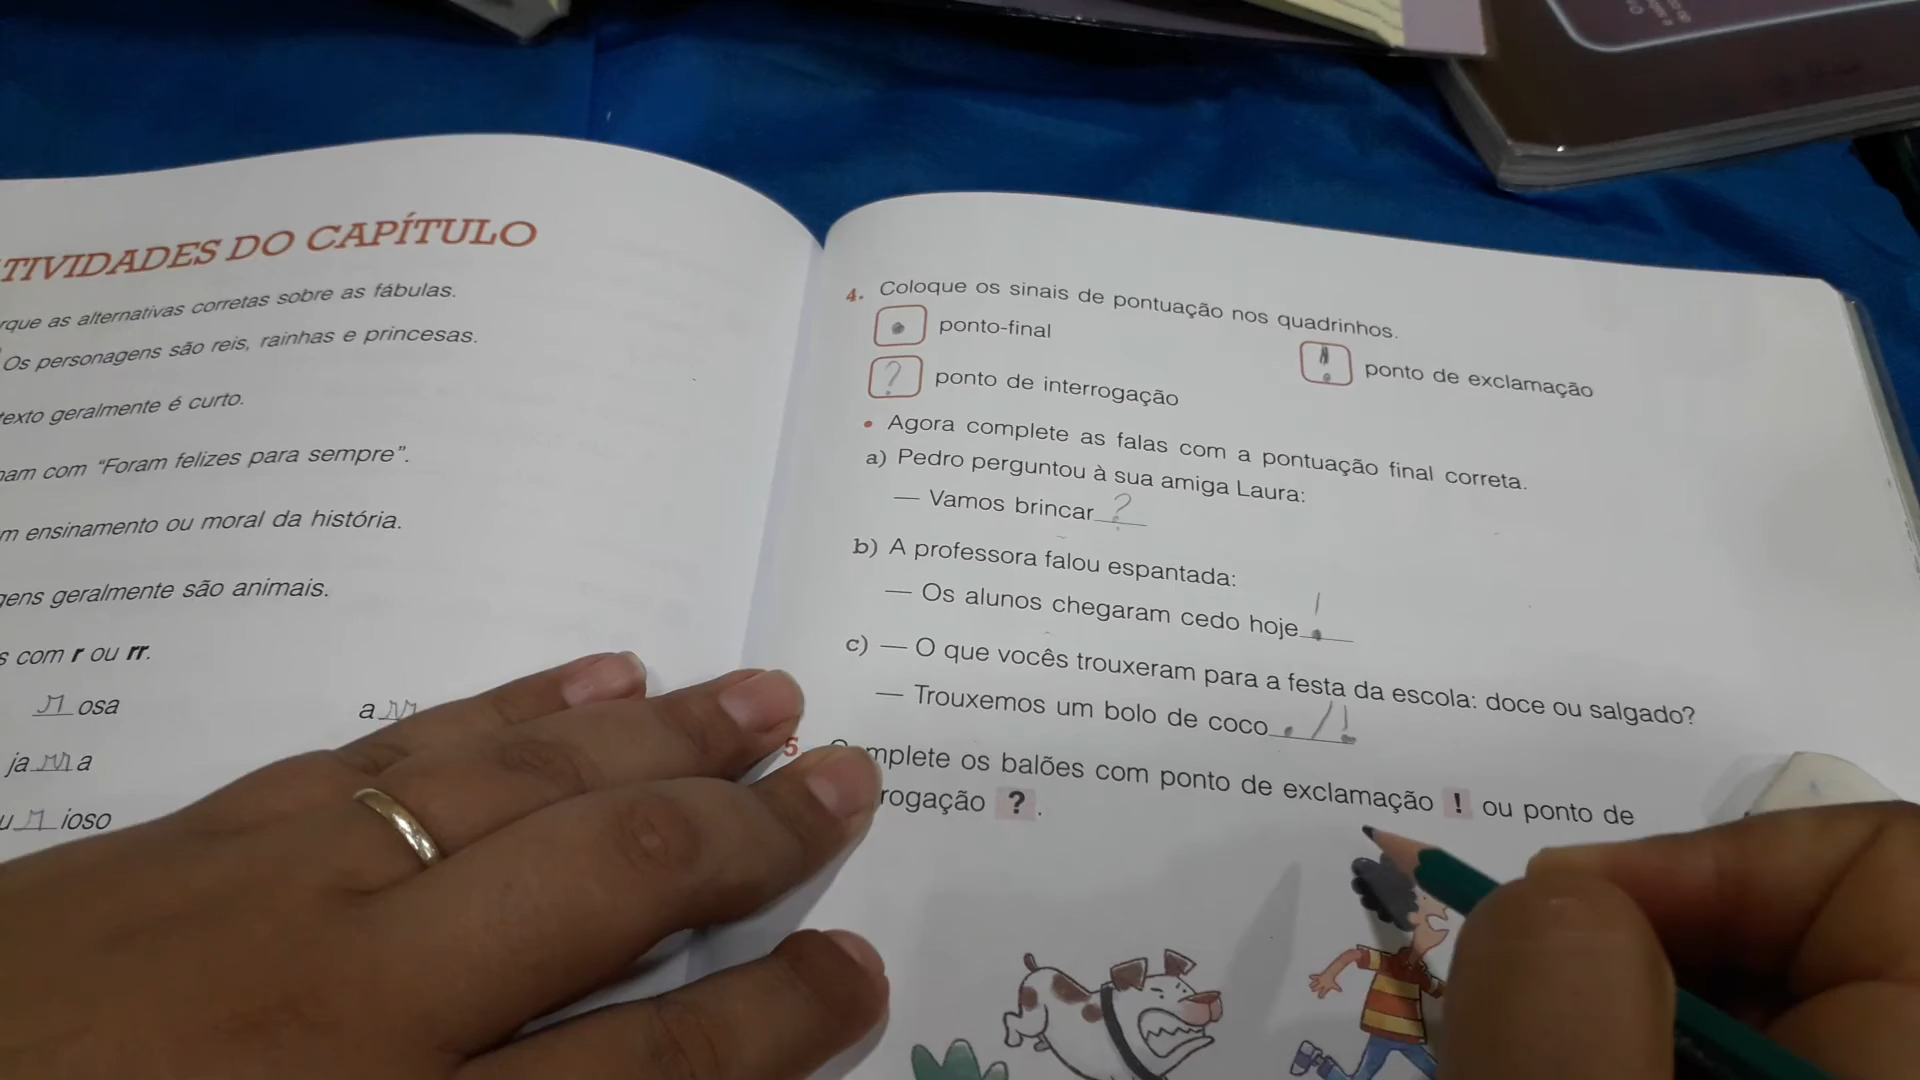 TIVIDADES DO CAPÍTULO
rque as alternativas corretas sobre as fábulas.
Os personagens são reis, rainhas e princesas.
texto geralmente é curto.
am com “Foram felizes para sempre”.
m ensinamento ou moral da história.
gens geralmente são animais.
s com r ou rr.
r osa
a rr
ja rr a
u r ioso
4. Coloque os sinais de pontuação nos quadrinhos.
. ponto-final
! ponto de exclamação
? ponto de interrogação
• Agora complete as falas com a pontuação final correta.
a) Pedro perguntou à sua amiga Laura:
— Vamos brincar ?
b) A professora falou espantada:
— Os alunos chegaram cedo hoje !
c) — O que vocês trouxeram para a festa da escola: doce ou salgado?
— Trouxemos um bolo de coco . / !
5. mplete os balões com ponto de exclamação ! ou ponto de
rogação ? .